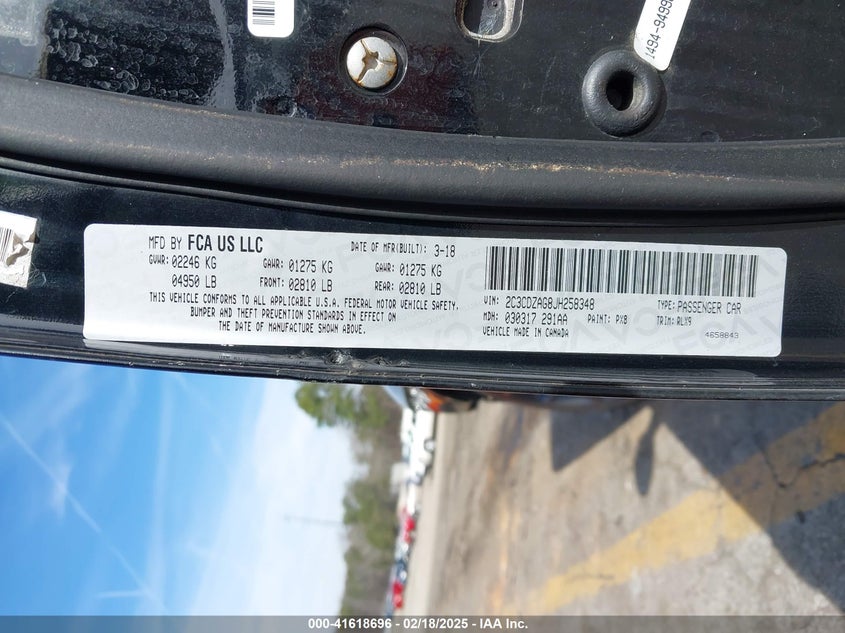 1494-9499
MFD BY FCA US LLC
DATE OF MFR(BUILT): 3-18
GVWR: 02246 KG GAWR: 01275 KG GAWR: 01275 KG
04950 LB FRONT: 02810 LB REAR: 02810 LB
THIS VEHICLE CONFORMS TO ALL APPLICABLE U.S.A. FEDERAL MOTOR VEHICLE SAFETY,
BUMPER AND THEFT PREVENTION STANDARDS IN EFFECT ON
THE DATE OF MANUFACTURE SHOWN ABOVE.
VIN: 2C3CDZAG8JH258348 TYPE: PASSENGER CAR
MDH: 030317 291AA PAINT: PX8 TRIM: RLX9
VEHICLE MADE IN CANADA 4658843
000-41618696 - 02/18/2025 - IAA Inc.